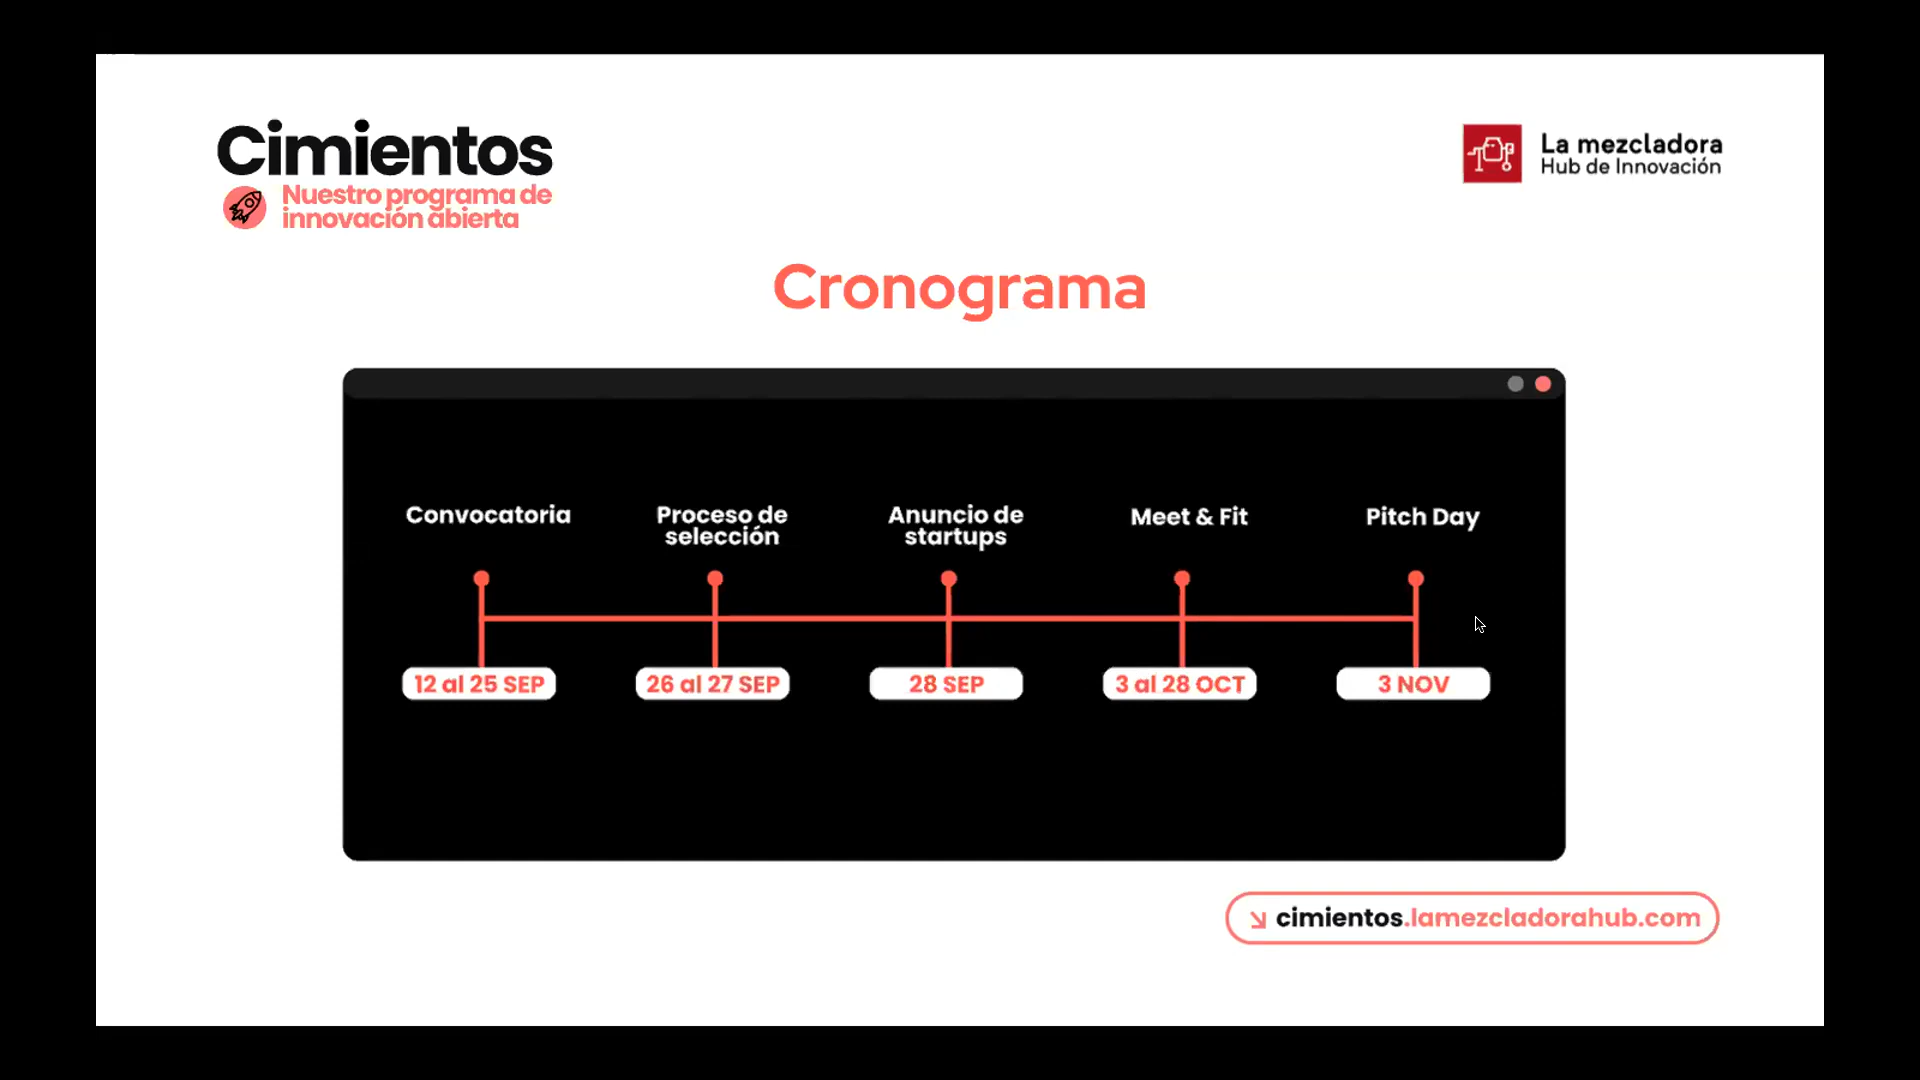 Cimientos
Nuestro programa de
innovación abierta
La mezcladora
Hub de Innovación
Cronograma
Convocatoria
Proceso de
selección
Anuncio de
startups
Meet & Fit
Pitch Day
12 al 25 SEP
26 al 27 SEP
28 SEP
3 al 28 OCT
3 NOV
cimientos.lamezcladorahub.com